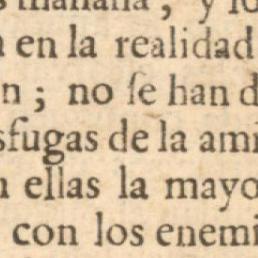 s mañana, y lo
n en la realidad
n; no ſe han d
sfugas de la ami
n ellas la mayo
con los enemi